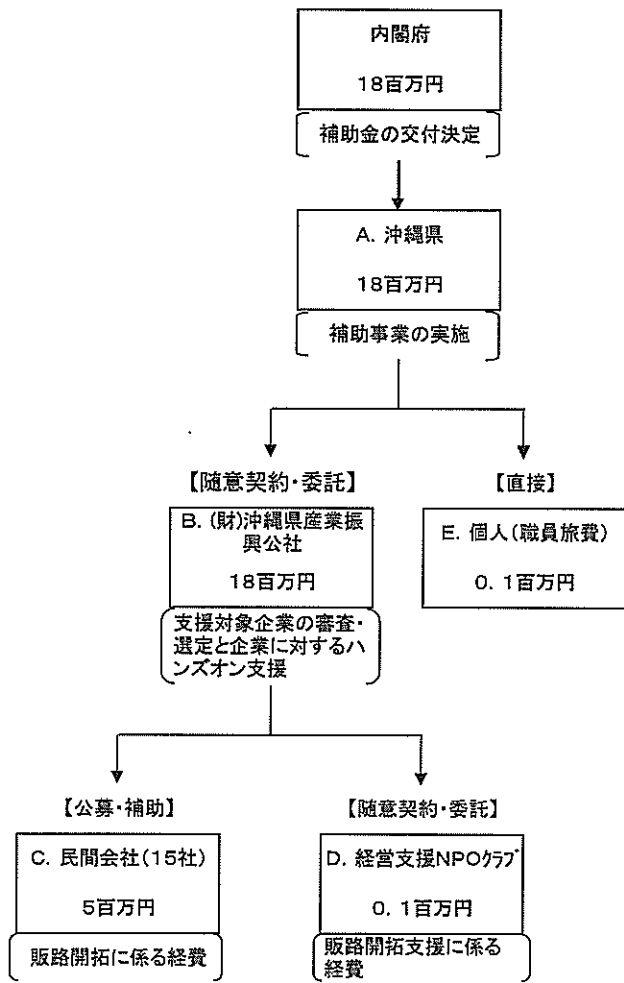 内閣府
18百万円
補助金の交付決定
A. 沖縄県
18百万円
補助事業の実施
【随意契約・委託】
B. (財)沖縄県産業振
興公社
18百万円
支援対象企業の審査・
選定と企業に対するハ
ンズオン支援
【直接】
E. 個人(職員旅費)
0. 1百万円
【公募・補助】
C. 民間会社(15社)
5百万円
販路開拓に係る経費
【随意契約・委託】
D. 経営支援NPOクラブ
0. 1百万円
販路開拓支援に係る
経費